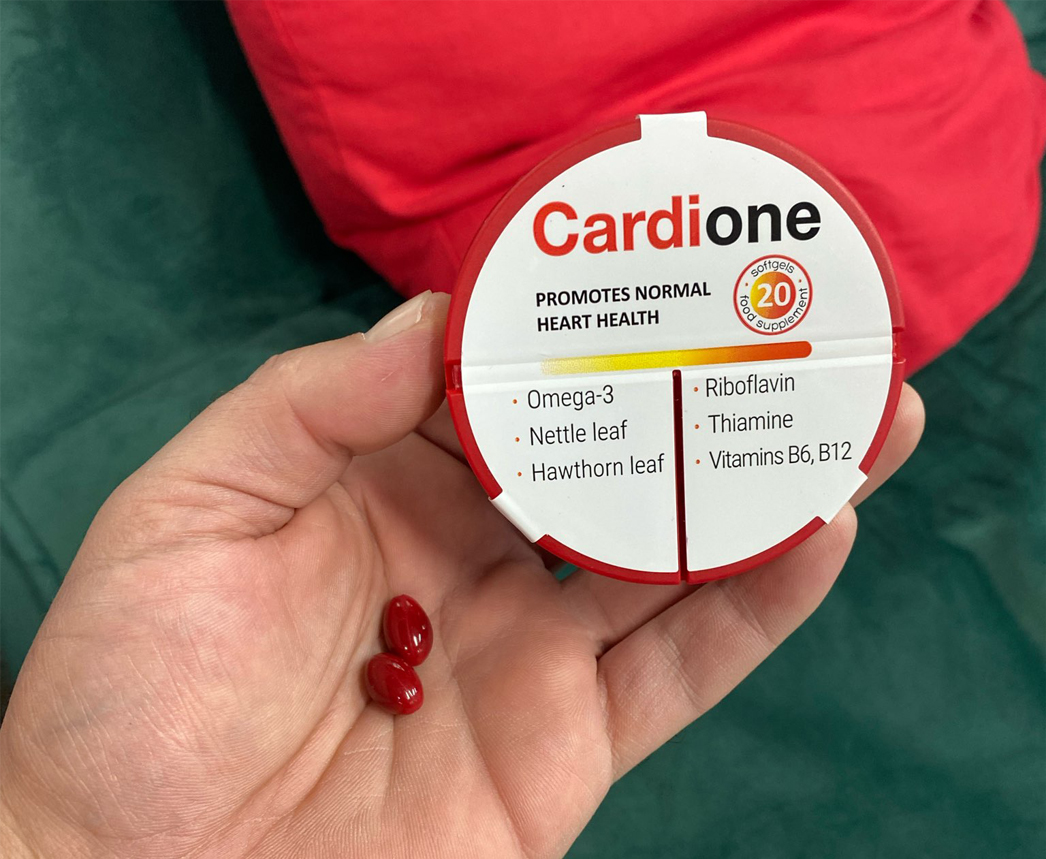 Cardione
PROMOTES NORMAL
HEART HEALTH
softgels
20
food supplement
• Omega-3
• Nettle leaf
• Hawthorn leaf
• Riboflavin
• Thiamine
• Vitamins B6, B12